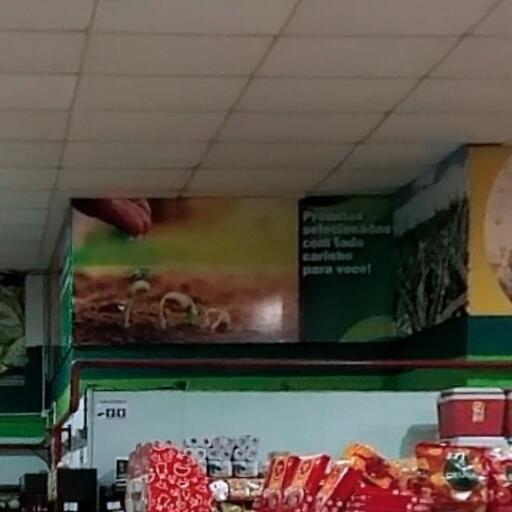 Produtos
selecionados
com todo
carinho
para você!